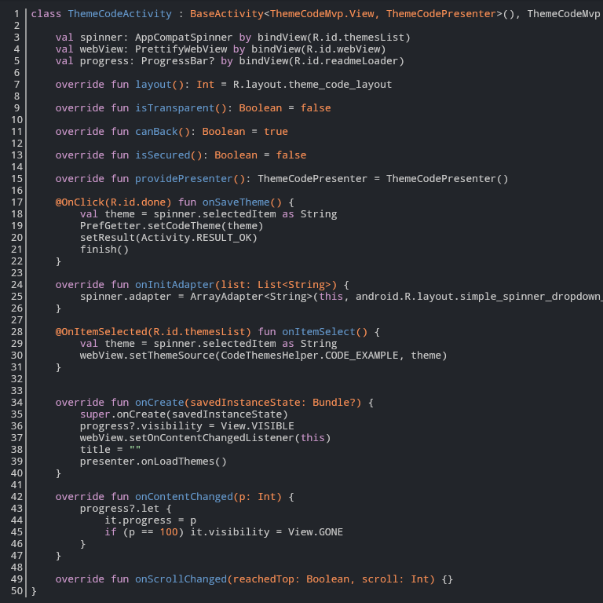 1 class ThemeCodeActivity : BaseActivity<ThemeCodeMvp.View, ThemeCodePresenter>(), ThemeCodeMvp
2
3     val spinner: AppCompatSpinner by bindView(R.id.themesList)
4     val webView: PrettifyWebView by bindView(R.id.webView)
5     val progress: ProgressBar? by bindView(R.id.readmeLoader)
6
7     override fun layout(): Int = R.layout.theme_code_layout
8
9     override fun isTransparent(): Boolean = false
10
11     override fun canBack(): Boolean = true
12
13     override fun isSecured(): Boolean = false
14
15     override fun providePresenter(): ThemeCodePresenter = ThemeCodePresenter()
16
17     @OnClick(R.id.done) fun onSaveTheme() {
18         val theme = spinner.selectedItem as String
19         PrefGetter.setCodeTheme(theme)
20         setResult(Activity.RESULT_OK)
21         finish()
22     }
23
24     override fun onInitAdapter(list: List<String>) {
25         spinner.adapter = ArrayAdapter<String>(this, android.R.layout.simple_spinner_dropdown_
26     }
27
28     @OnItemSelected(R.id.themesList) fun onItemSelect() {
29         val theme = spinner.selectedItem as String
30         webView.setThemeSource(CodeThemesHelper.CODE_EXAMPLE, theme)
31     }
32
33
34     override fun onCreate(savedInstanceState: Bundle?) {
35         super.onCreate(savedInstanceState)
36         progress?.visibility = View.VISIBLE
37         webView.setOnContentChangedListener(this)
38         title = ""
39         presenter.onLoadThemes()
40     }
41
42     override fun onContentChanged(p: Int) {
43         progress?.let {
44             it.progress = p
45             if (p == 100) it.visibility = View.GONE
46         }
47     }
48
49     override fun onScrollChanged(reachedTop: Boolean, scroll: Int) {}
50 }